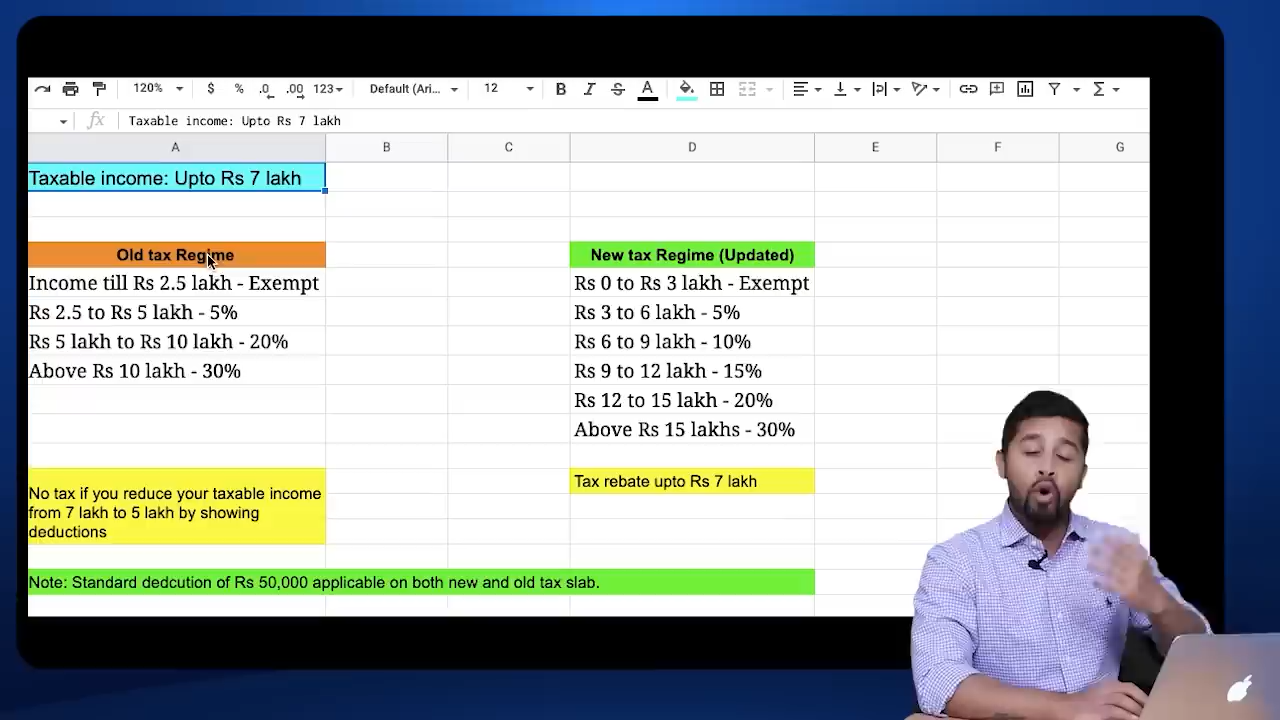 120% $ % .0 .00 123 Default (Ari... 12 B I S A
fx Taxable income: Upto Rs 7 lakh
A B C D E F G
Taxable income: Upto Rs 7 lakh
Old tax Regime
New tax Regime (Updated)
Income till Rs 2.5 lakh - Exempt
Rs 0 to Rs 3 lakh - Exempt
Rs 2.5 to Rs 5 lakh - 5%
Rs 3 to 6 lakh - 5%
Rs 5 lakh to Rs 10 lakh - 20%
Rs 6 to 9 lakh - 10%
Above Rs 10 lakh - 30%
Rs 9 to 12 lakh - 15%
Rs 12 to 15 lakh - 20%
Above Rs 15 lakhs - 30%
No tax if you reduce your taxable income
from 7 lakh to 5 lakh by showing
deductions
Tax rebate upto Rs 7 lakh
Note: Standard dedcution of Rs 50,000 applicable on both new and old tax slab.